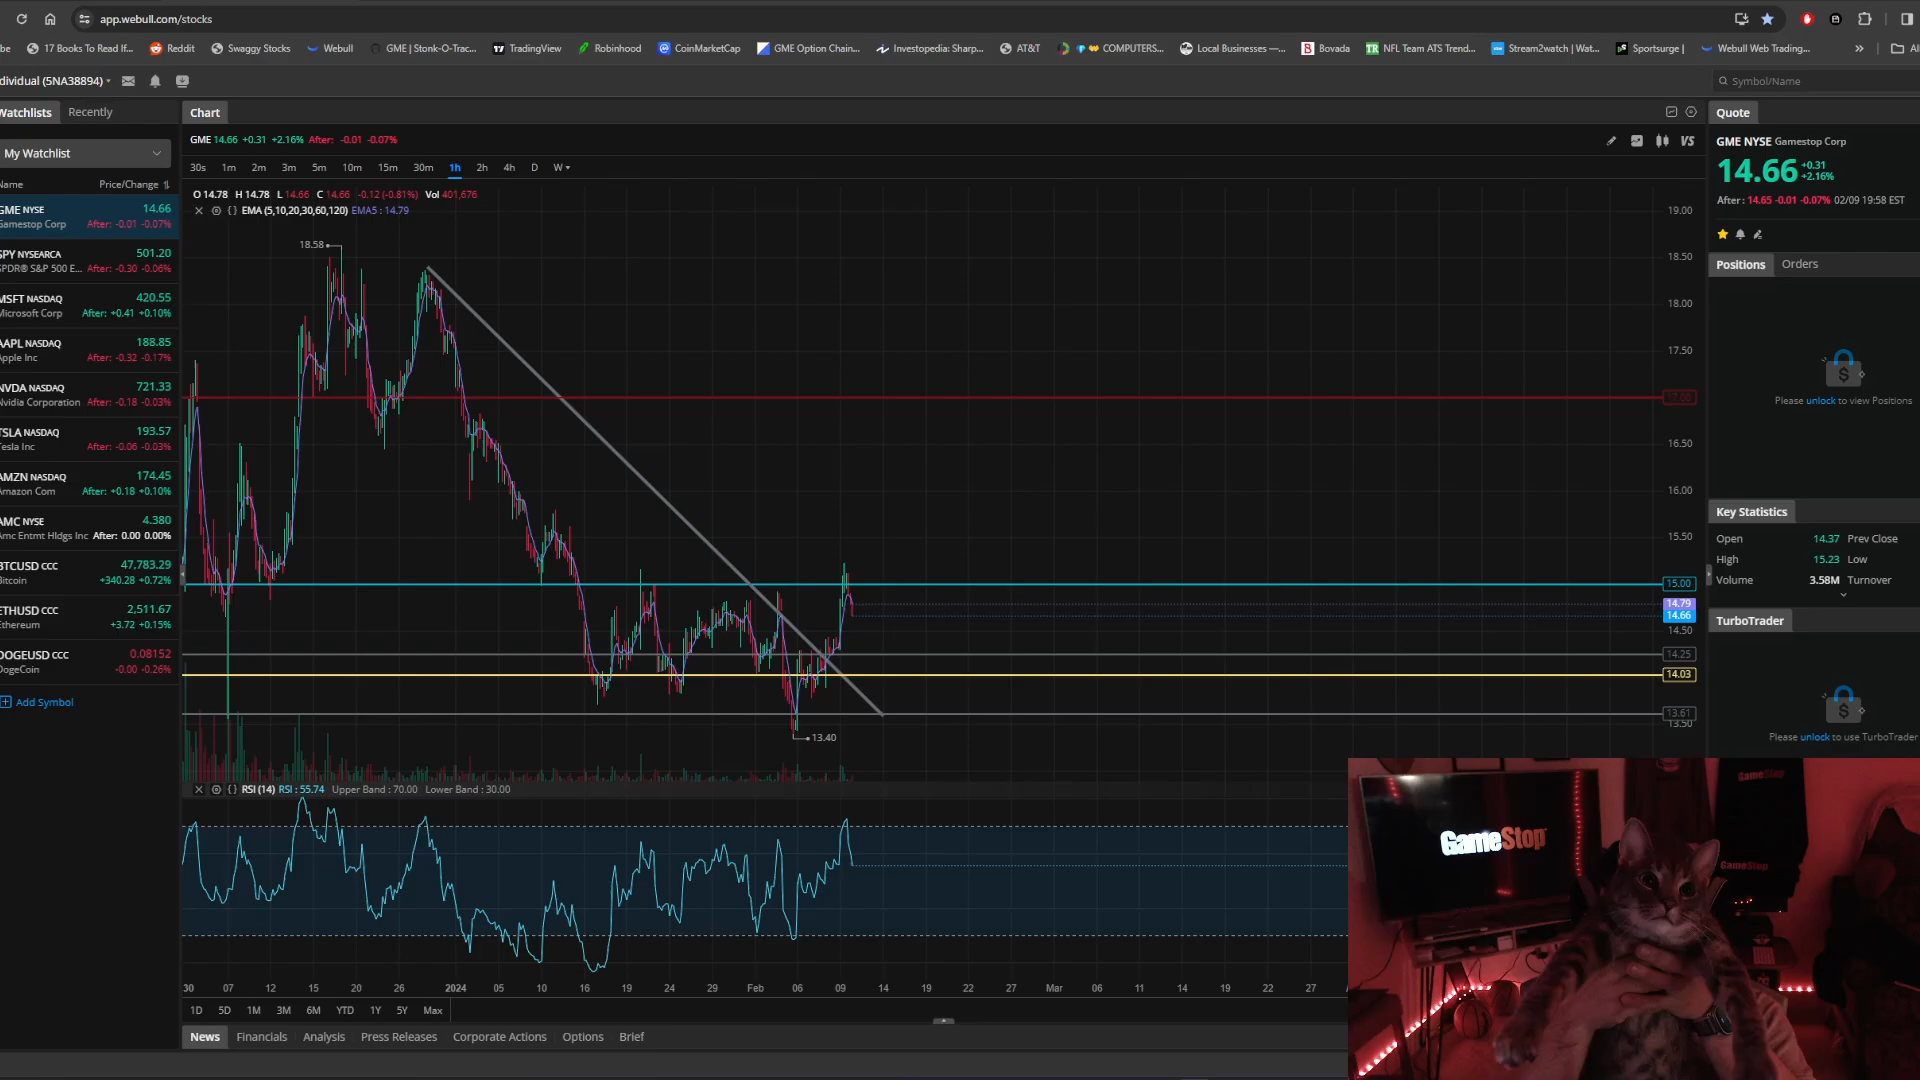 app.webull.com/stocks
be 17 Books To Read If... Reddit Swaggy Stocks Webull GME | Stonk-O-Trac... TradingView Robinhood CoinMarketCap GME Option Chain... Investopedia: Sharp... AT&T COMPUTERS... Local Businesses —... Bovada NFL Team ATS Trend... Stream2watch | Wat... Sportsurge | Webull Web Trading... » Al
dividual (5NA38894) Symbol/Name
Watchlists Recently
Chart
Quote
My Watchlist
GME 14.66 +0.31 +2.16% After: -0.01 -0.07%
30s 1m 2m 3m 5m 10m 15m 30m 1h 2h 4h D W
VS
Name Price/Change
O 14.78 H 14.78 L 14.66 C 14.66 -0.12 (-0.81%) Vol 401,676
EMA (5,10,20,30,60,120) EMA5 : 14.79
GME NYSE 14.66
Gamestop Corp After: -0.01 -0.07%
SPY NYSEARCA 501.20
SPDR® S&P 500 E... After: -0.30 -0.06%
MSFT NASDAQ 420.55
Microsoft Corp After: +0.41 +0.10%
AAPL NASDAQ 188.85
Apple Inc After: -0.32 -0.17%
NVDA NASDAQ 721.33
Nvidia Corporation After: -0.18 -0.03%
TSLA NASDAQ 193.57
Tesla Inc After: -0.06 -0.03%
AMZN NASDAQ 174.45
Amazon Com After: +0.18 +0.10%
AMC NYSE 4.380
Amc Entmt Hldgs Inc After: 0.00 0.00%
BTCUSD CCC 47,783.29
Bitcoin +340.28 +0.72%
ETHUSD CCC 2,511.67
Ethereum +3.72 +0.15%
DOGEUSD CCC 0.08152
DogeCoin -0.00 -0.26%
Add Symbol
18.58
13.40
19.00
18.50
18.00
17.50
17.00
16.50
16.00
15.50
15.00
14.79
14.66
14.50
14.25
14.03
13.61
13.50
RSI (14) RSI : 55.74 Upper Band : 70.00 Lower Band : 30.00
30 07 12 15 20 26 2024 05 10 16 19 24 29 Feb 06 09 14 19 22 27 Mar 06 11 14 19 22 27
1D 5D 1M 3M 6M YTD 1Y 5Y Max
News Financials Analysis Press Releases Corporate Actions Options Brief
GME NYSE Gamestop Corp
14.66 +0.31
+2.16%
After : 14.65 -0.01 -0.07% 02/09 19:58 EST
Positions Orders
Please unlock to view Positions
Key Statistics
Open 14.37 Prev Close
High 15.23 Low
Volume 3.58M Turnover
TurboTrader
Please unlock to use TurboTrader
GameStop
GameStop
GameStop